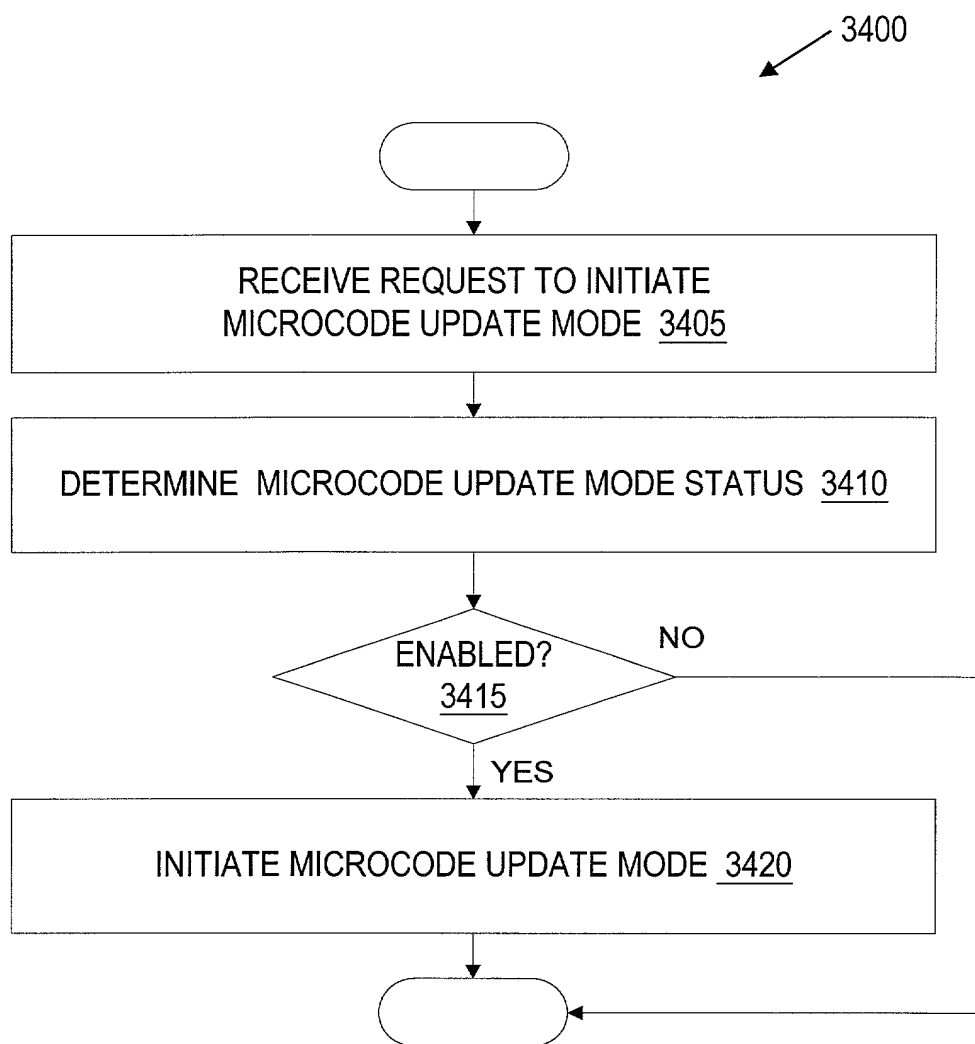 3400
RECEIVE REQUEST TO INITIATE
MICROCODE UPDATE MODE 3405
DETERMINE MICROCODE UPDATE MODE STATUS 3410
ENABLED?
3415
NO
YES
INITIATE MICROCODE UPDATE MODE 3420